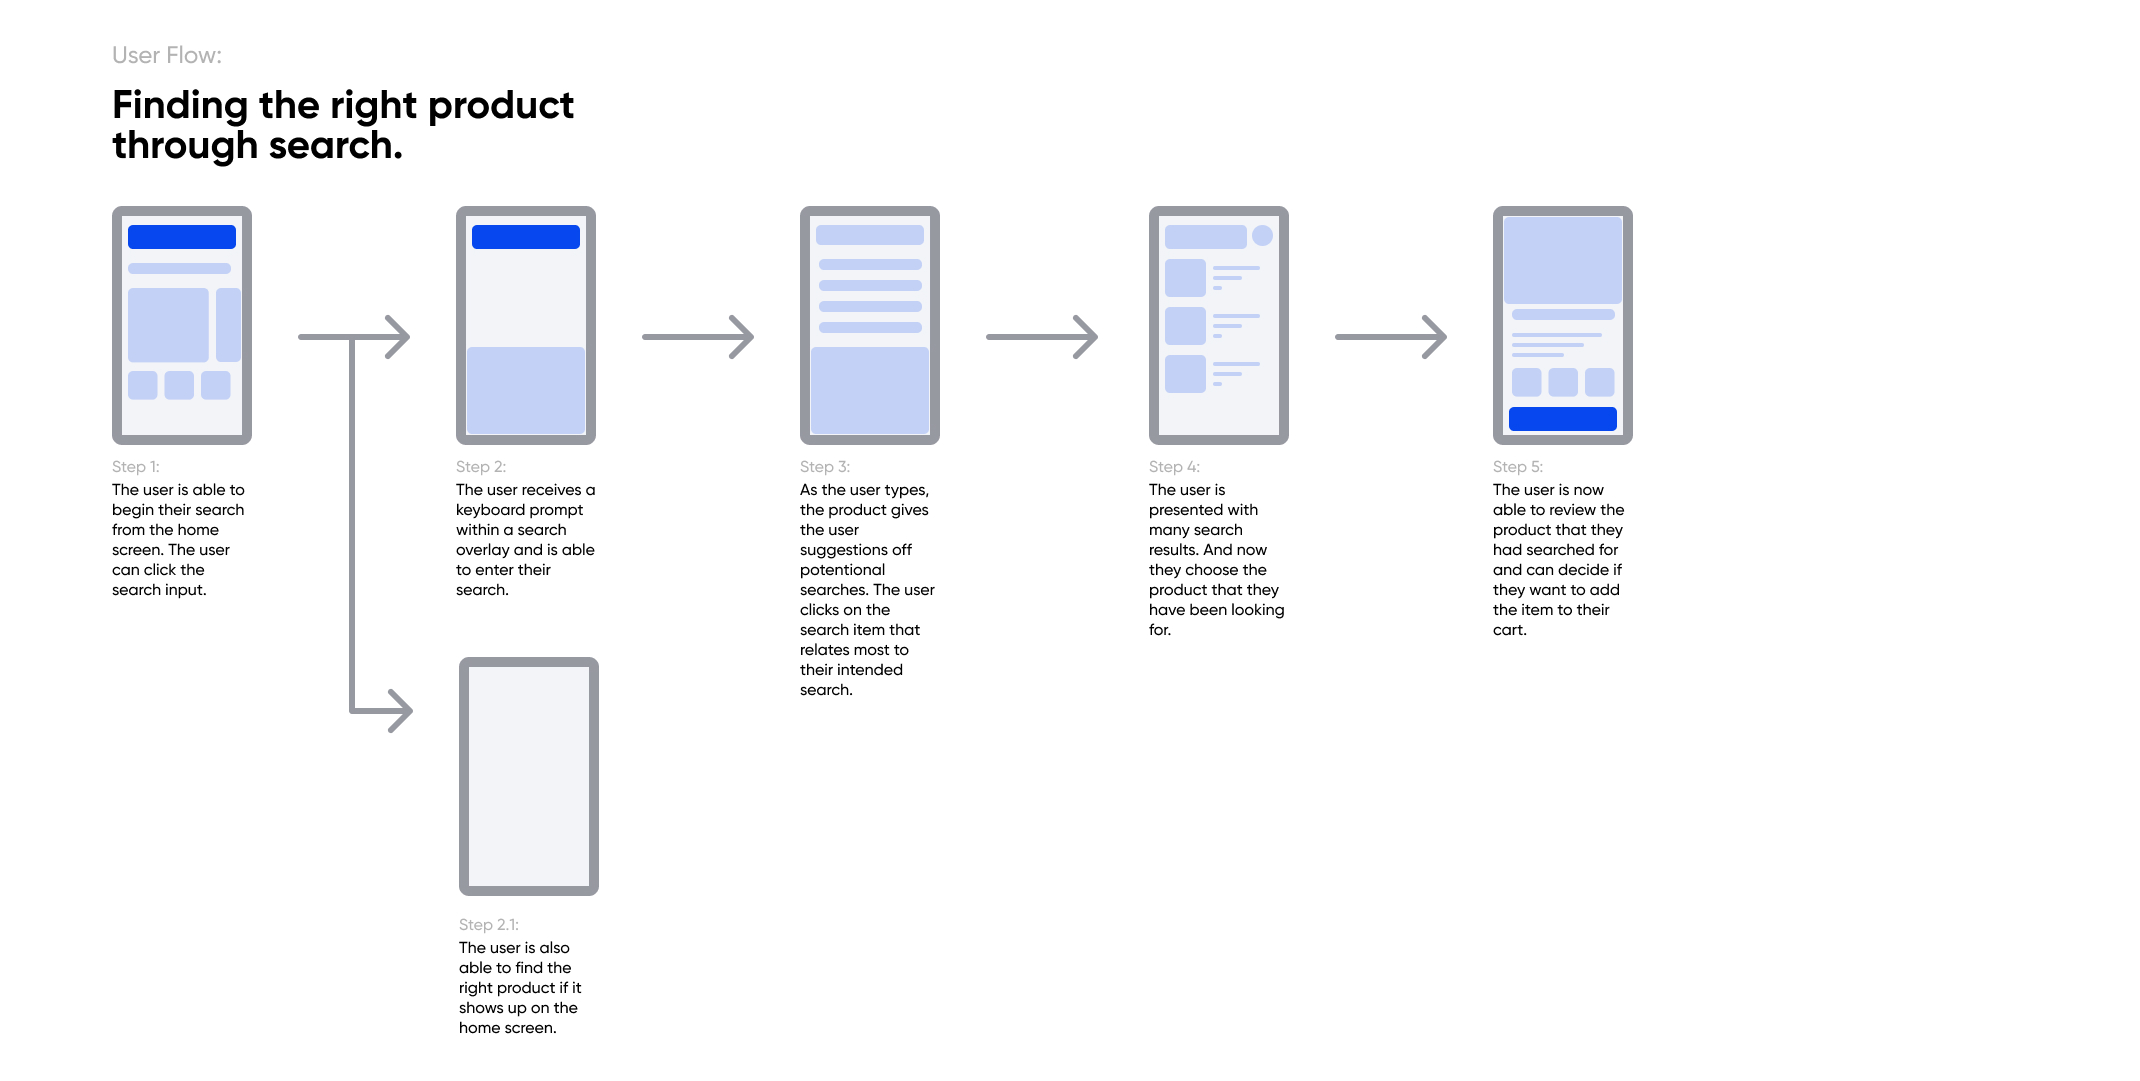 User Flow:
Finding the right product
through search.
Step 1:
The user is able to
begin their search
from the home
screen. The user
can click the
search input.
Step 2:
The user receives a
keyboard prompt
within a search
overlay and is able
to enter their
search.
Step 3:
As the user types,
the product gives
the user
suggestions off
potentional
searches. The user
clicks on the
search item that
relates most to
their intended
search.
Step 4:
The user is
presented with
many search
results. And now
they choose the
product that they
have been looking
for.
Step 5:
The user is now
able to review the
product that they
had searched for
and can decide if
they want to add
the item to their
cart.
Step 2.1:
The user is also
able to find the
right product if it
shows up on the
home screen.